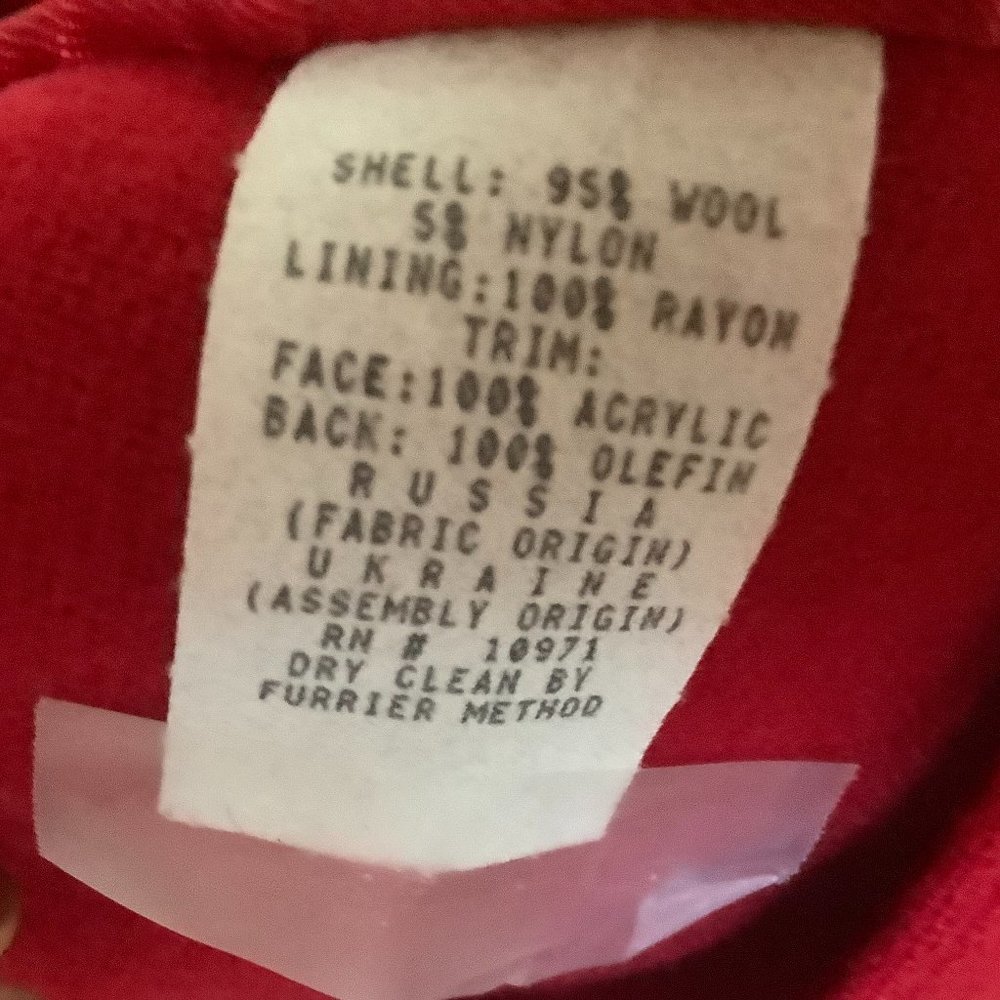 SHELL: 95% WOOL
5% NYLON
LINING:100% RAYON
TRIM:
FACE:100% ACRYLIC
BACK: 100% OLEFIN
R U S S I A
(FABRIC ORIGIN)
U K R A I N E
(ASSEMBLY ORIGIN)
RN # 10971
DRY CLEAN BY
FURRIER METHOD